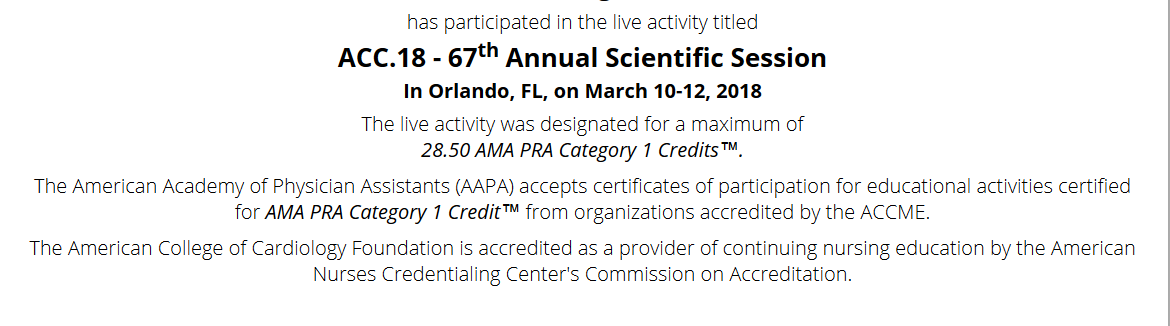 has participated in the live activity titled
ACC.18 - 67th Annual Scientific Session
In Orlando, FL, on March 10-12, 2018
The live activity was designated for a maximum of
28.50 AMA PRA Category 1 Credits™.
The American Academy of Physician Assistants (AAPA) accepts certificates of participation for educational activities certified
for AMA PRA Category 1 Credit™ from organizations accredited by the ACCME.
The American College of Cardiology Foundation is accredited as a provider of continuing nursing education by the American
Nurses Credentialing Center's Commission on Accreditation.